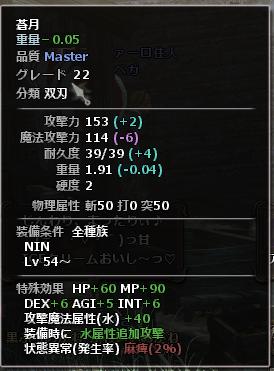 蒼月
重量－0.05
品質 Master
グレード 22
分類 双刃
攻撃力 153 (+2)
魔法攻撃力 114 (-6)
耐久度 39/39 (+4)
重量 1.91 (-0.04)
硬度 2
物理属性 斬50 打0 突50
装備条件 全種族
NIN
Lv 54～
特殊効果 HP+60 MP+90
DEX+6 AGI+5 INT+6
攻撃魔法属性(水) +40
装備時に 水属性追加攻撃
状態異常(発生率) 麻痺(2%)